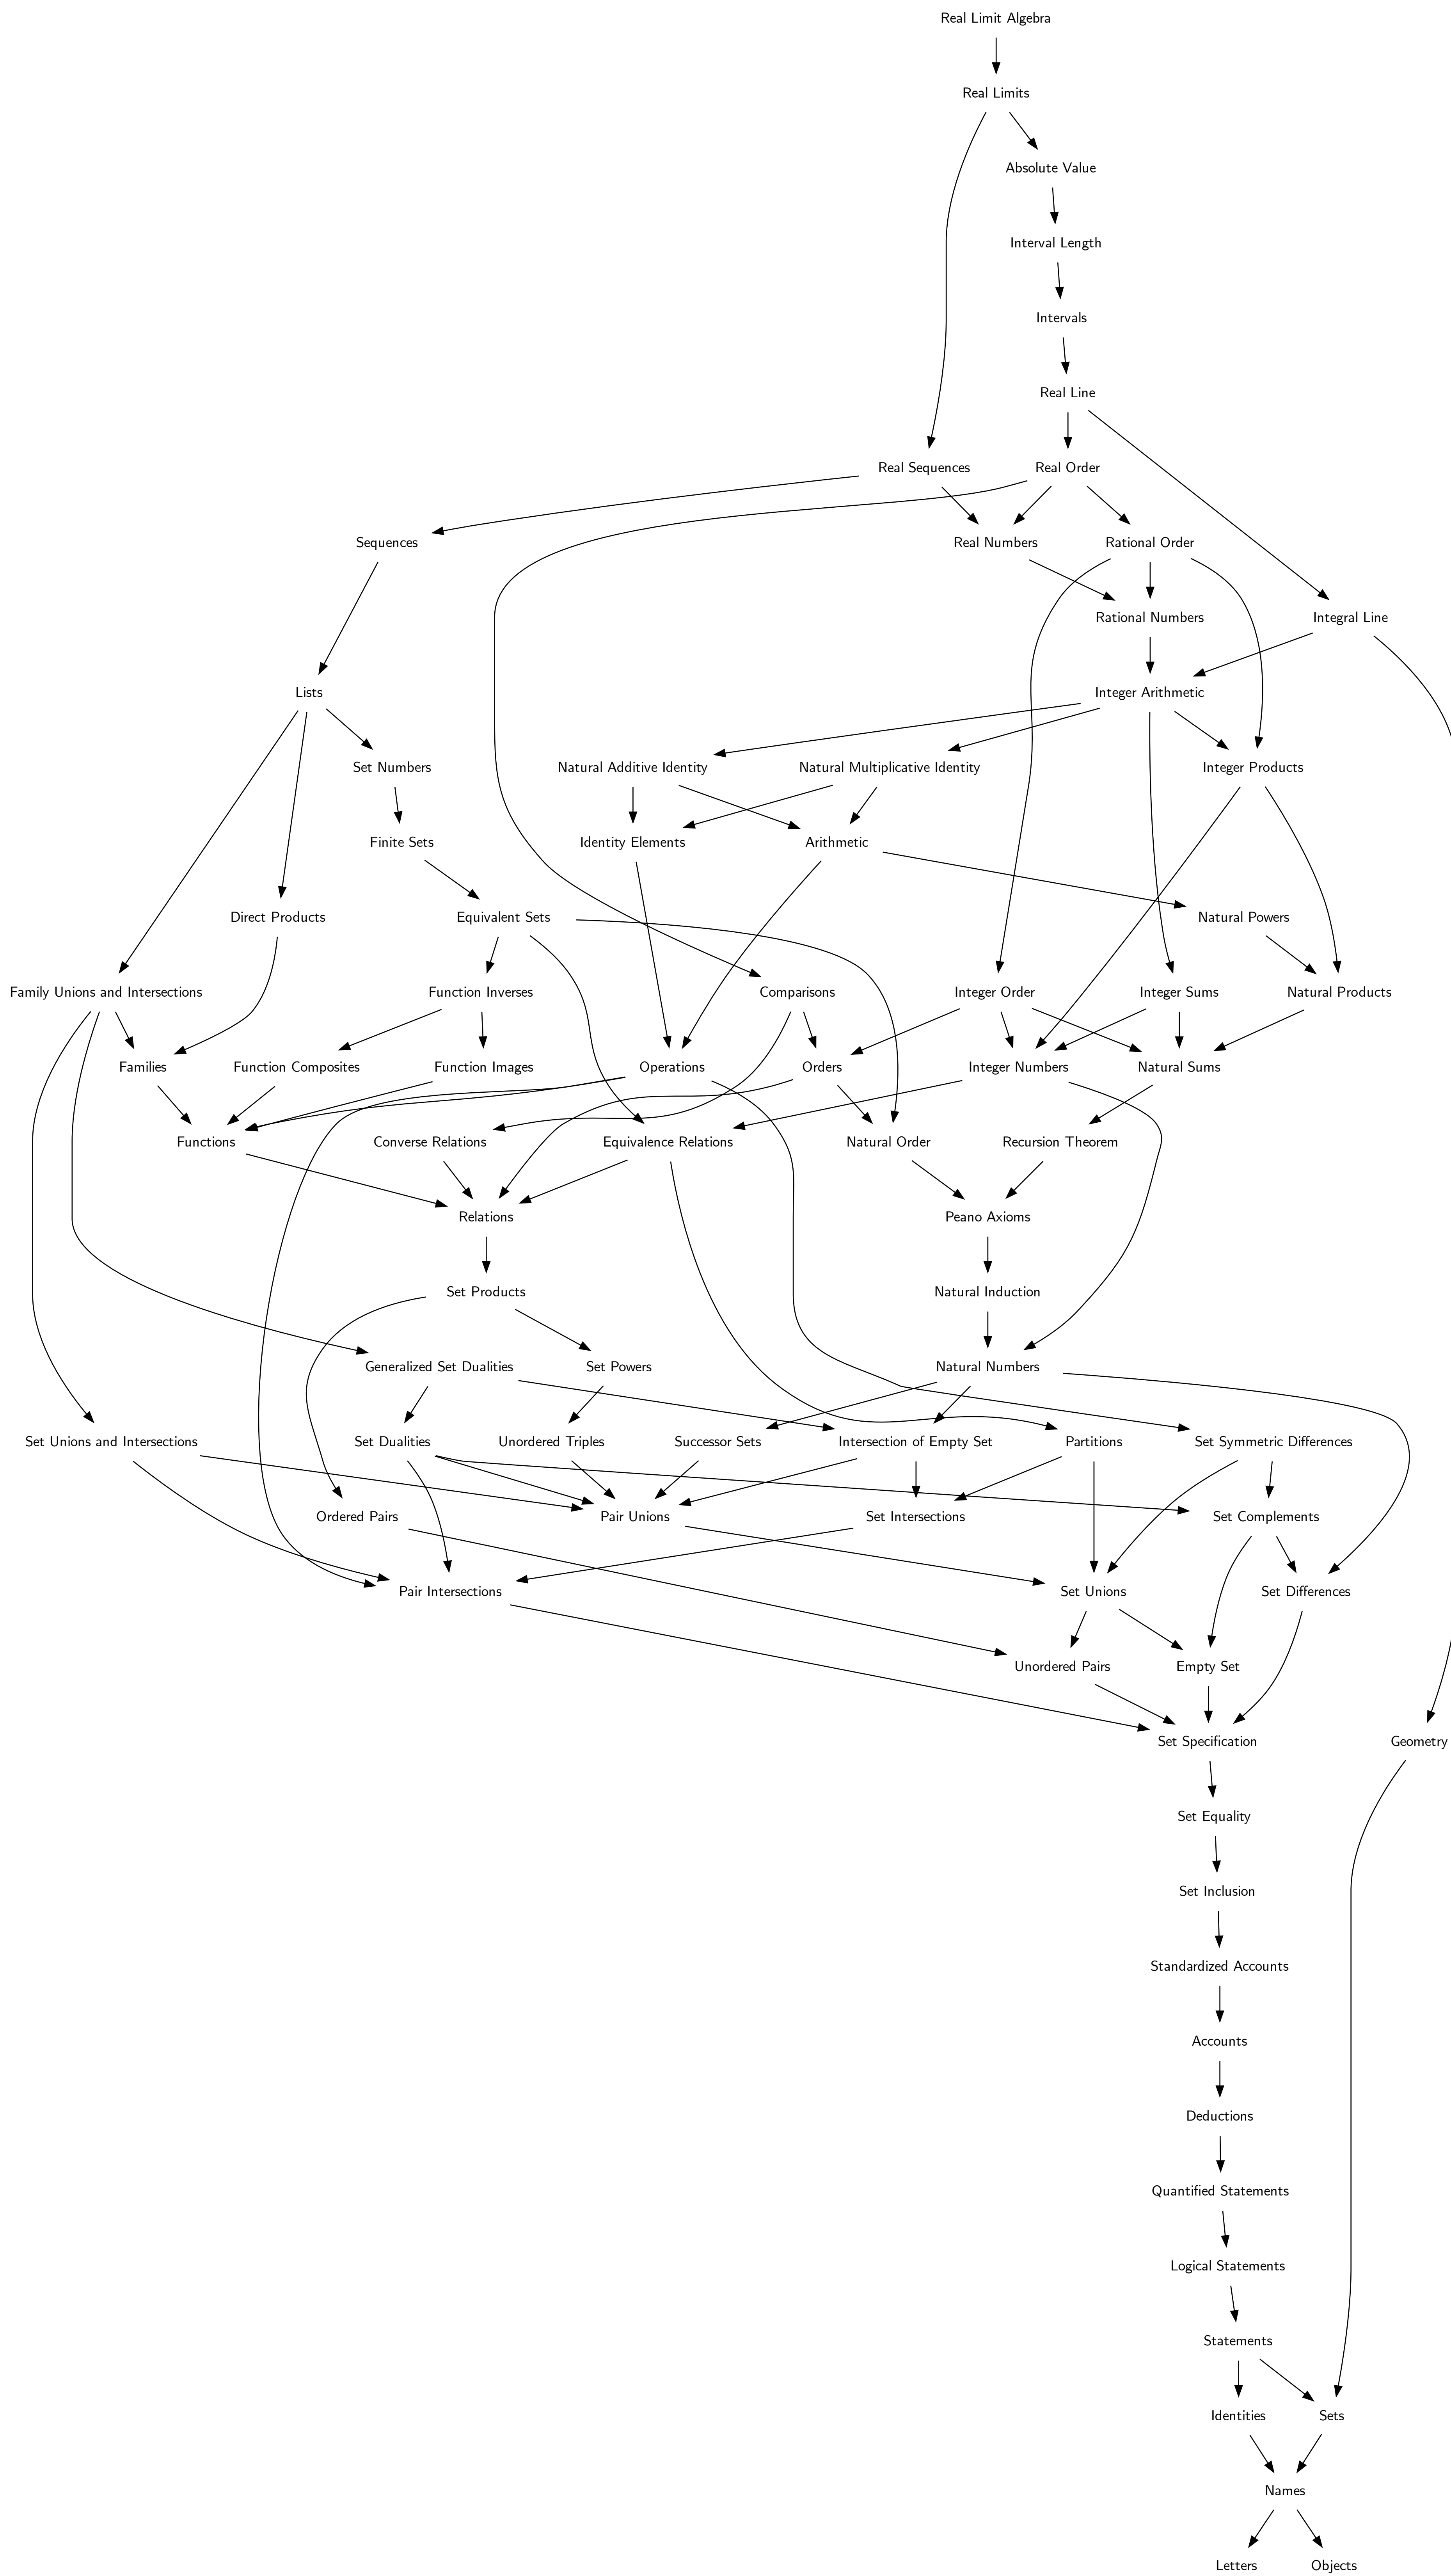 Real Limit Algebra
Real Limits
Absolute Value
Interval Length
Intervals
Real Line
Real Sequences
Real Order
Sequences
Real Numbers
Rational Order
Rational Numbers
Integral Line
Lists
Integer Arithmetic
Set Numbers
Natural Additive Identity
Natural Multiplicative Identity
Integer Products
Finite Sets
Identity Elements
Arithmetic
Direct Products
Equivalent Sets
Natural Powers
Family Unions and Intersections
Function Inverses
Comparisons
Integer Order
Integer Sums
Natural Products
Families
Function Composites
Function Images
Operations
Orders
Integer Numbers
Natural Sums
Functions
Converse Relations
Equivalence Relations
Natural Order
Recursion Theorem
Relations
Peano Axioms
Set Products
Natural Induction
Generalized Set Dualities
Set Powers
Natural Numbers
Set Unions and Intersections
Set Dualities
Unordered Triples
Successor Sets
Intersection of Empty Set
Partitions
Set Symmetric Differences
Ordered Pairs
Pair Unions
Set Intersections
Set Complements
Pair Intersections
Set Unions
Set Differences
Unordered Pairs
Empty Set
Set Specification
Geometry
Set Equality
Set Inclusion
Standardized Accounts
Accounts
Deductions
Quantified Statements
Logical Statements
Statements
Identities
Sets
Names
Letters
Objects